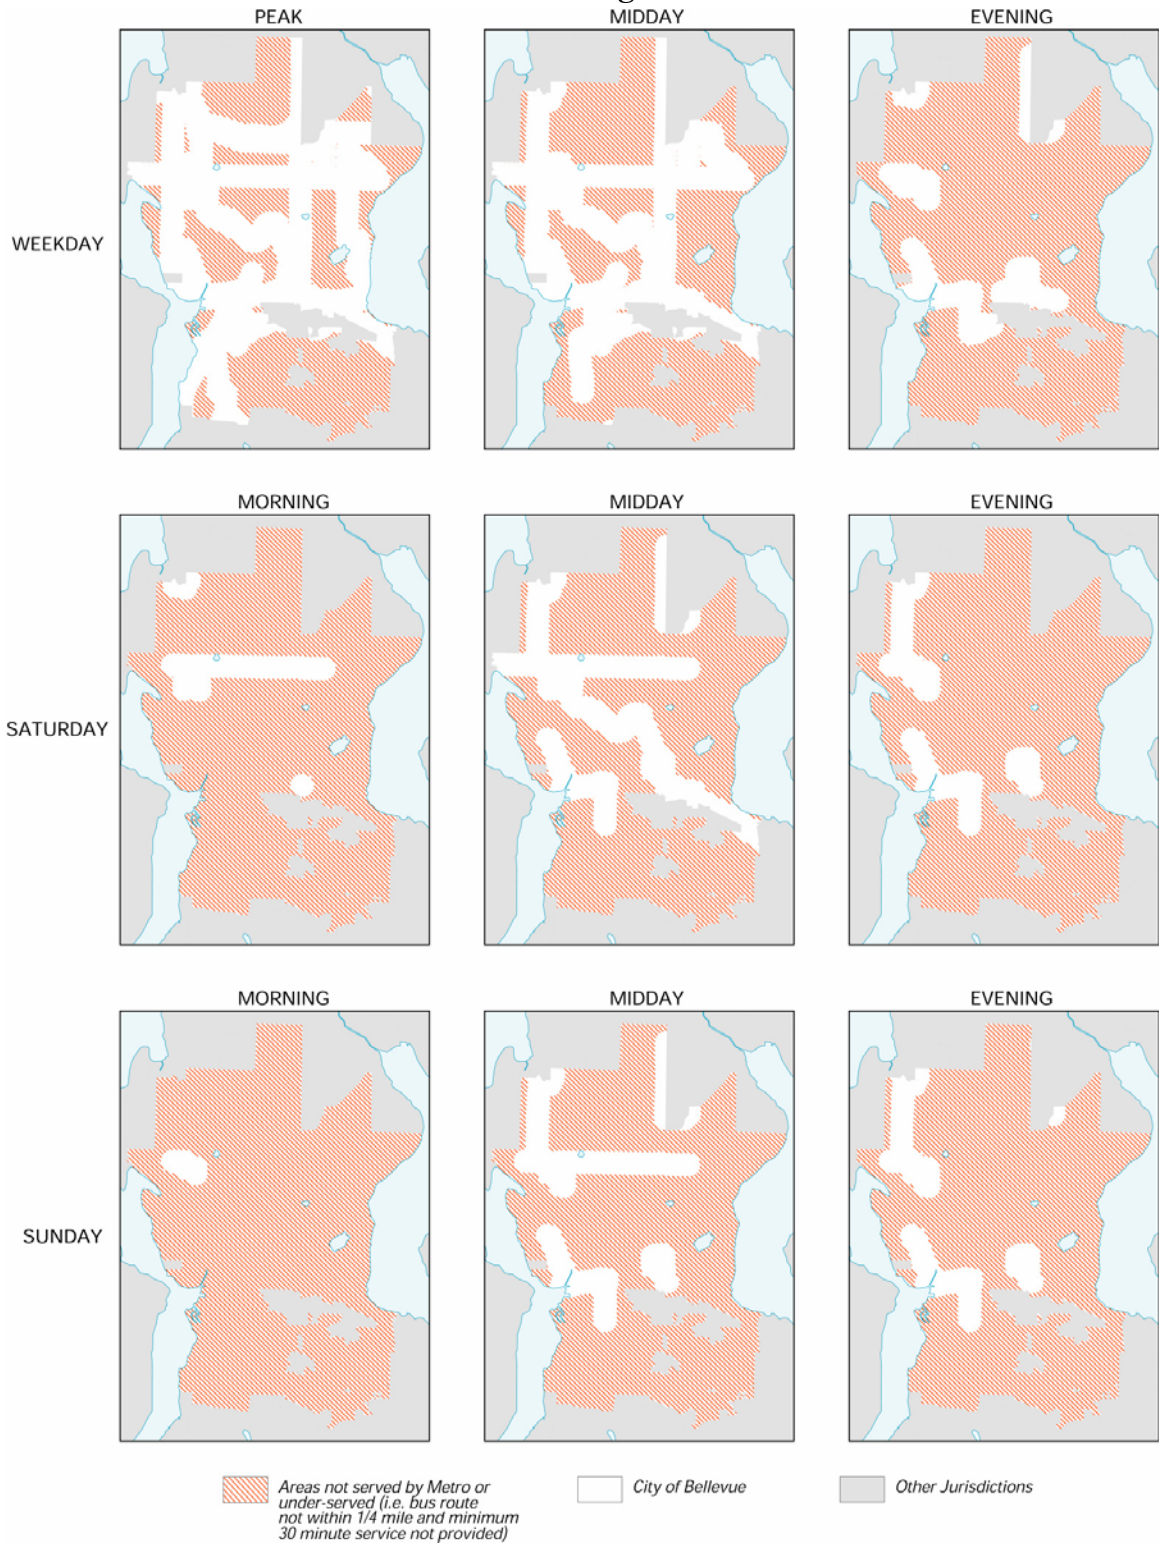 PEAK
MIDDAY
EVENING
WEEKDAY
MORNING
MIDDAY
EVENING
SATURDAY
MORNING
MIDDAY
EVENING
SUNDAY
Areas not served by Metro or
under-served (i.e. bus route
not within 1/4 mile and minimum
30 minute service not provided)
City of Bellevue
Other Jurisdictions